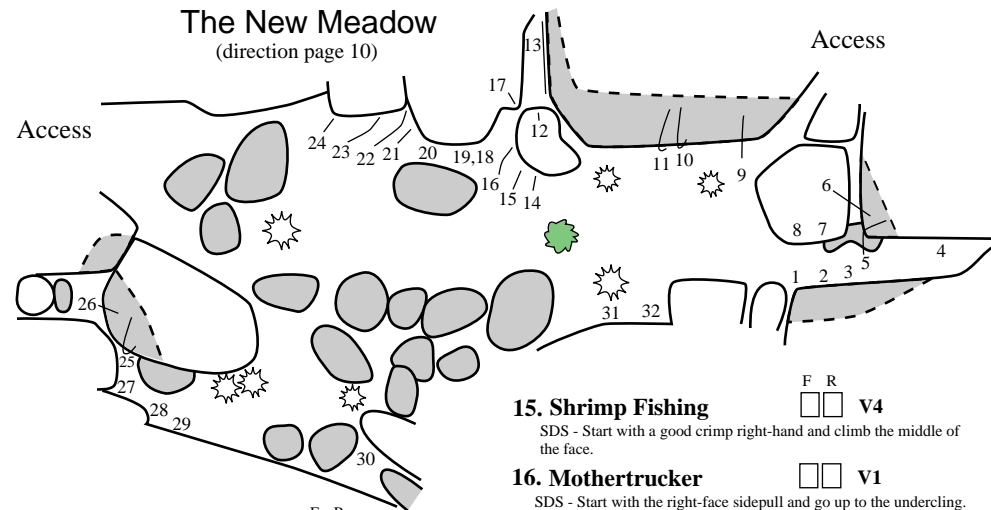 The New Meadow
(direction page 10)
Access
Access
13
17
12
24
23
22
21
20
19,18
16
15
14
11
10
9
6
8
7
5
4
3
2
1
31
32
26
25
27
28
29
30
F R
15. Shrimp Fishing V4
SDS - Start with a good crimp right-hand and climb the middle of
the face.
16. Mothertrucker V1
SDS - Start with the right-face sidepull and go up to the undercling.
F R